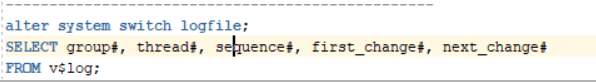 alter system switch logfile;
SELECT group#, thread#, sequence#, first_change#, next_change#
FROM v$log;